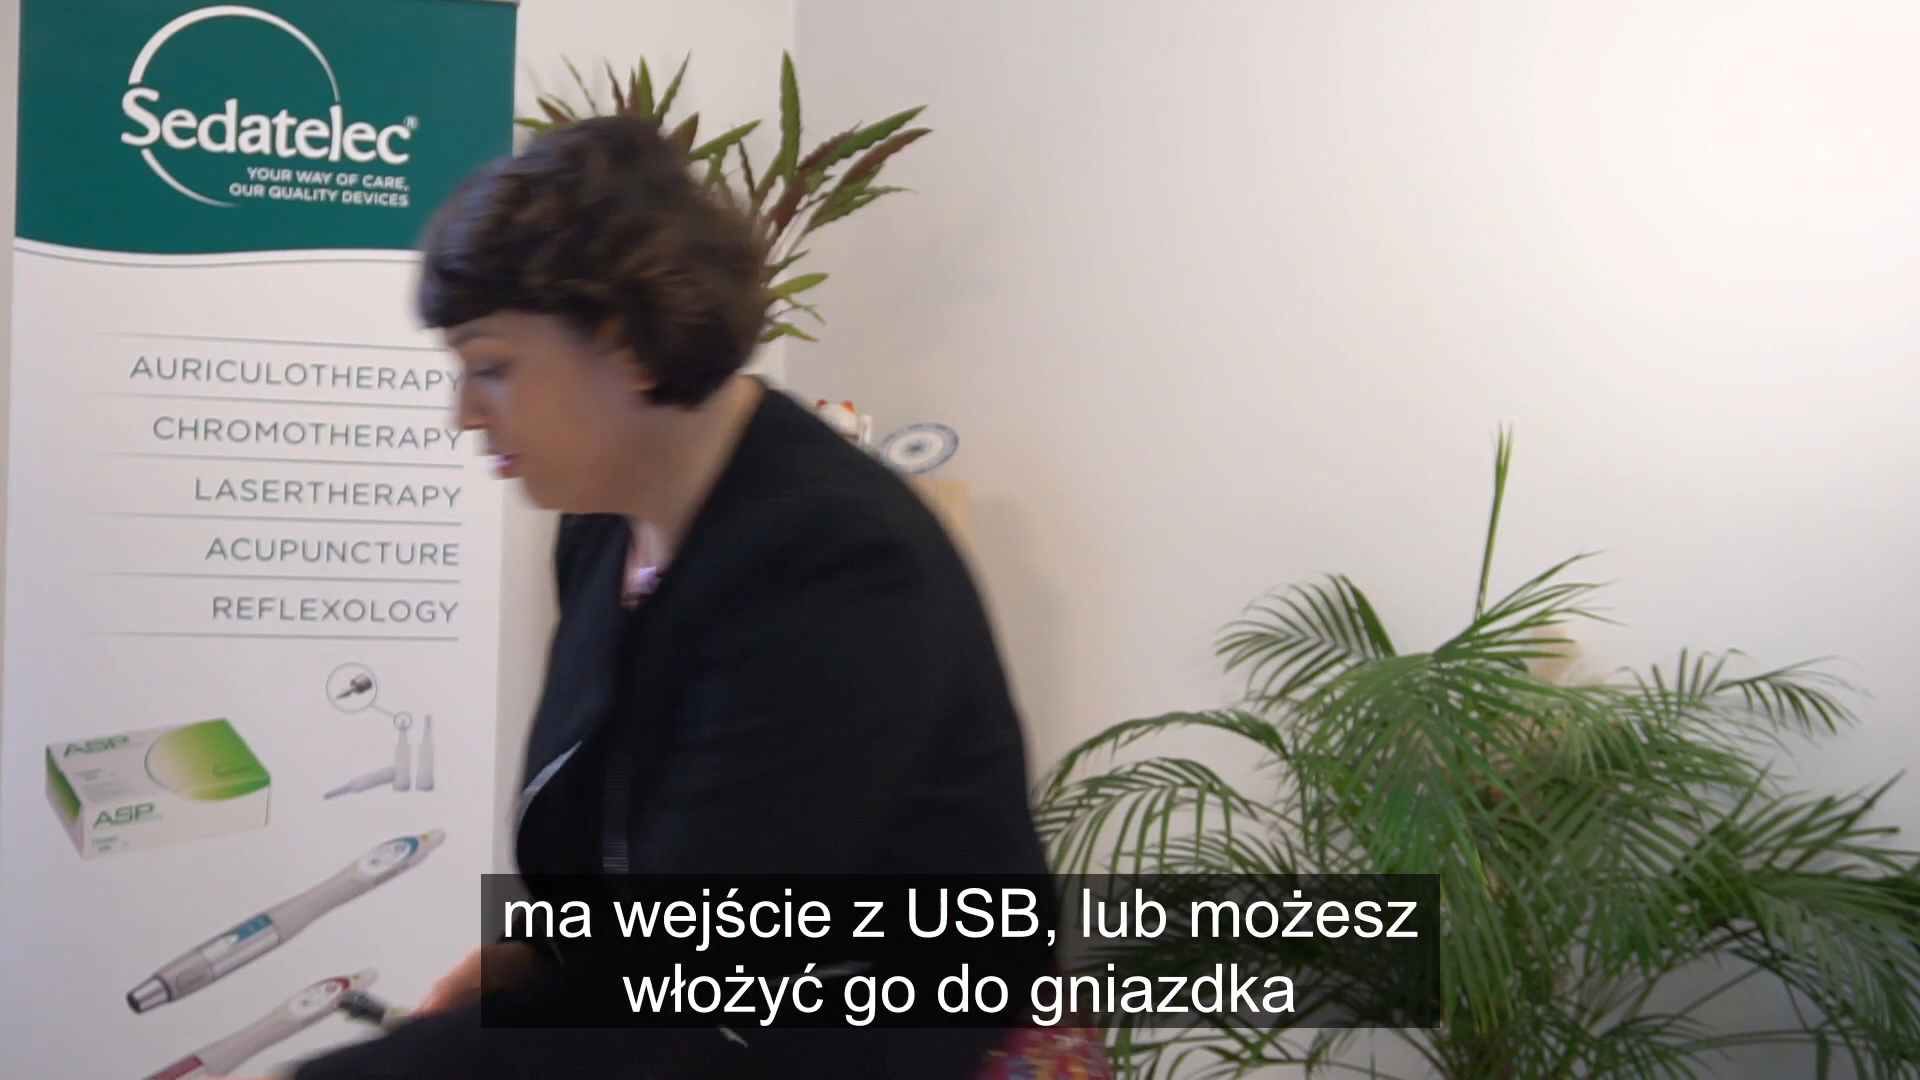 Sedatelec®
YOUR WAY OF CARE,
OUR QUALITY DEVICES
AURICULOTHERAPY
CHROMOTHERAPY
LASERTHERAPY
ACUPUNCTURE
REFLEXOLOGY
ASP
ASP
ma wejście z USB, lub możesz
włożyć go do gniazdka